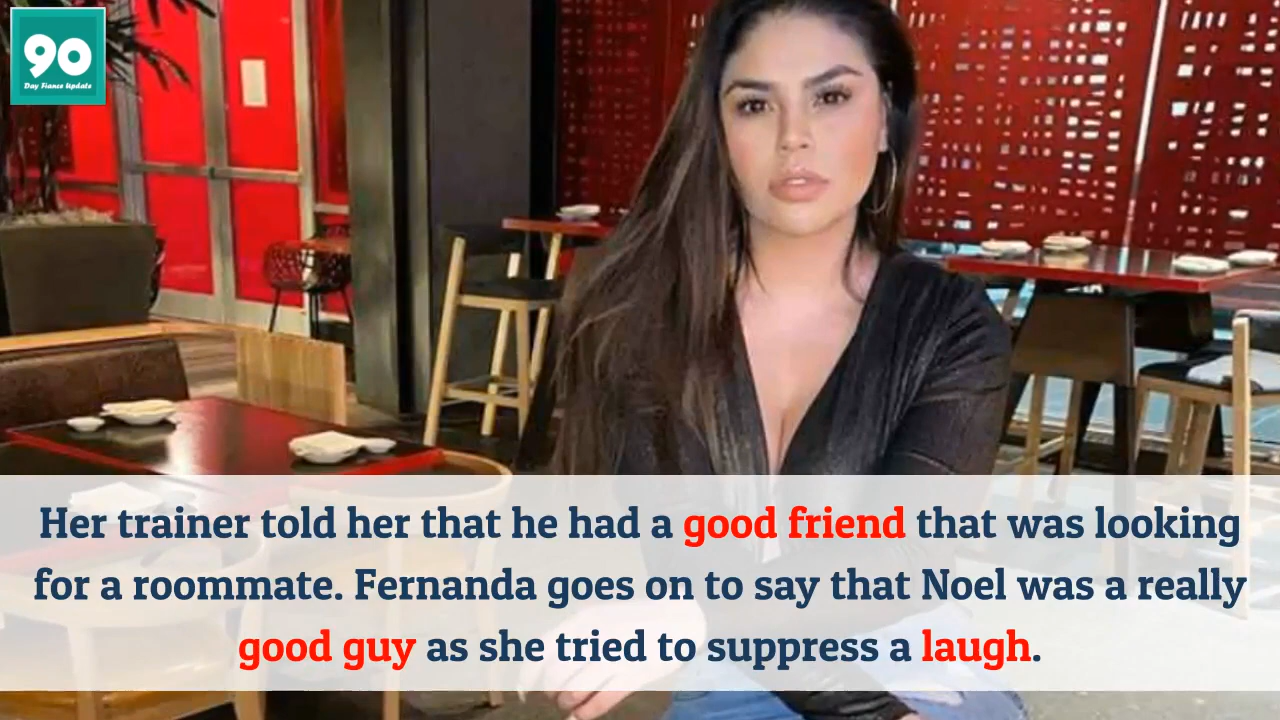 90
Day Fiance Update
Her trainer told her that he had a good friend that was looking
for a roommate. Fernanda goes on to say that Noel was a really
good guy as she tried to suppress a laugh.